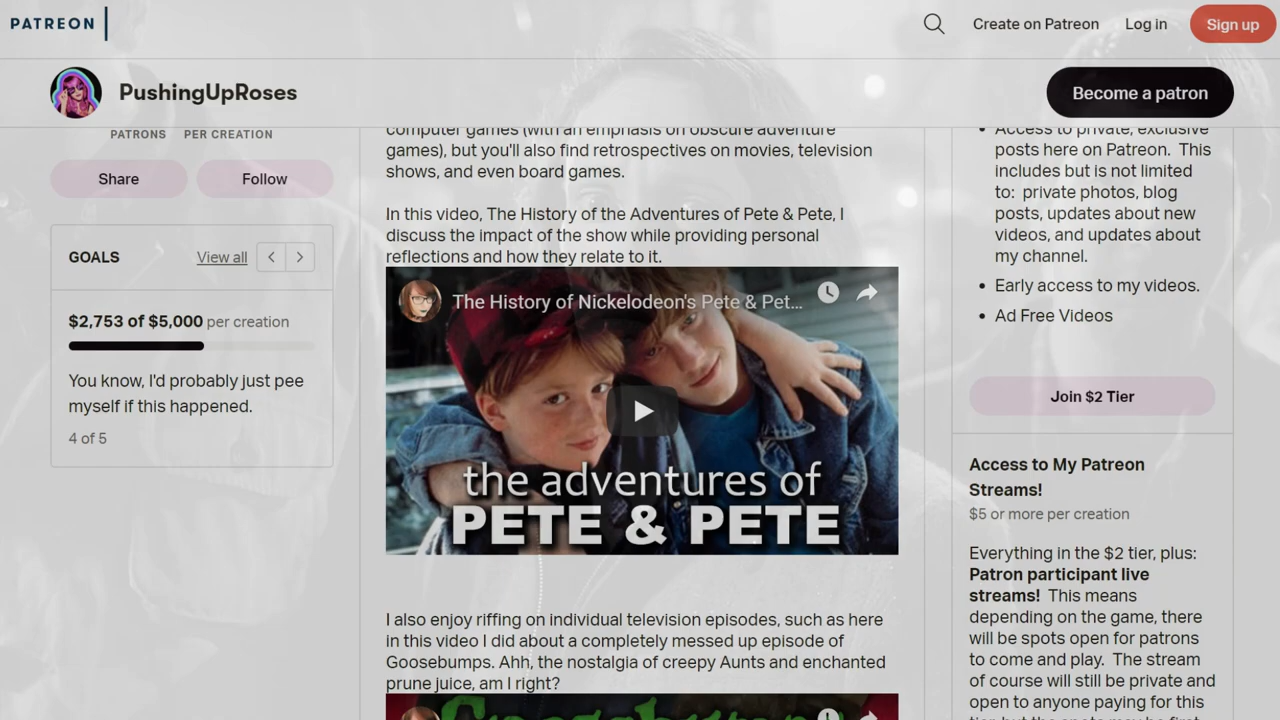 PATREON
Create on Patreon
Log in
Sign up
PushingUpRoses
Become a patron
PATRONS
PER CREATION
Share
Follow
GOALS
View all
$2,753 of $5,000 per creation
You know, I'd probably just pee
myself if this happened.
4 of 5
computer games (with an emphasis on obscure adventure
games), but you'll also find retrospectives on movies, television
shows, and even board games.
In this video, The History of the Adventures of Pete & Pete, I
discuss the impact of the show while providing personal
reflections and how they relate to it.
The History of Nickelodeon's Pete & Pet...
the adventures of
PETE & PETE
I also enjoy riffing on individual television episodes, such as here
in this video I did about a completely messed up episode of
Goosebumps. Ahh, the nostalgia of creepy Aunts and enchanted
prune juice, am I right?
Goosebumps
Access to private, exclusive
posts here on Patreon. This
includes but is not limited
to: private photos, blog
posts, updates about new
videos, and updates about
my channel.
Early access to my videos.
Ad Free Videos
Join $2 Tier
Access to My Patreon
Streams!
$5 or more per creation
Everything in the $2 tier, plus:
Patron participant live
streams! This means
depending on the game, there
will be spots open for patrons
to come and play. The stream
of course will still be private and
open to anyone paying for this